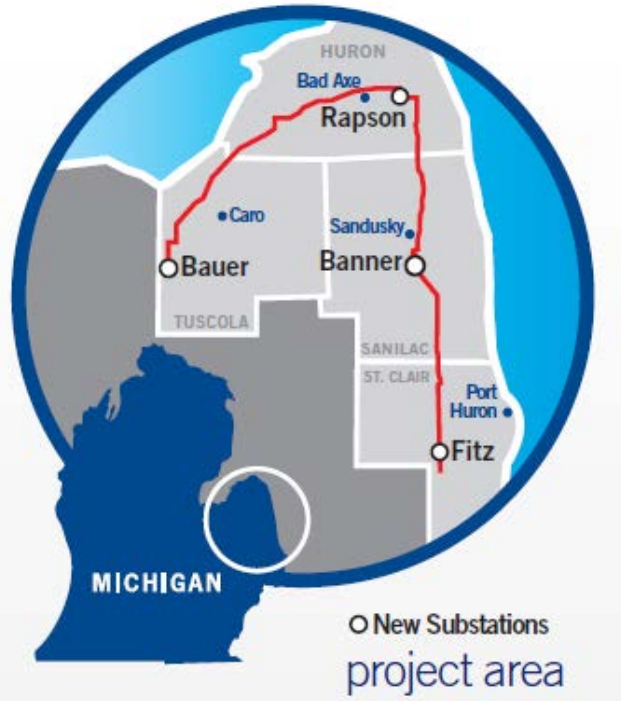 HURON
Bad Axe
Rapson
Caro
Sandusky
Bauer
Banner
TUSCOLA
SANILAC
ST. CLAIR
Port
Huron
Fitz
MICHIGAN
New Substations
project area